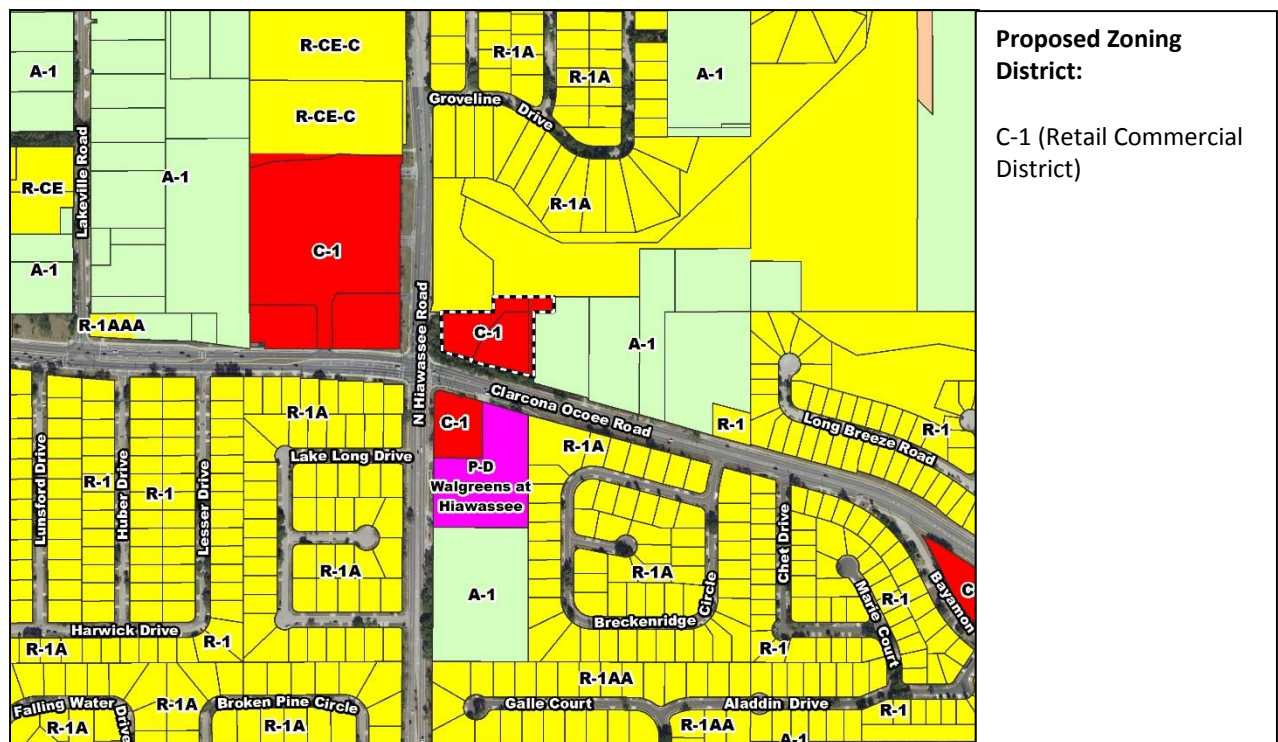 Proposed Zoning
District:
C-1 (Retail Commercial
District)
R-CE-C
R-1A
R-1A
A-1
A-1
Groveline Drive
R-CE-C
Lakeville Road
R-CE
A-1
R-1A
C-1
A-1
N Hiawassee Road
R-1AAA
C-1
A-1
Clarcona Ocoee Road
R-1A
C-1
R-1A
R-1
Long Breeze Road
R-1
Lake Long Drive
P-D
Walgreens at
Hiawassee
Lunsford Drive
R-1
Huber Drive
R-1
Lesser Drive
R-1A
R-1A
Chet Drive
A-1
Breckenridge Circle
Marie Court
R-1
Bayamon
C
Harwick Drive
R-1A
R-1
R-1
R-1AA
Falling Water Drive
R-1A
Broken Pine Circle
Galle Court
Aladdin Drive
R-1
R-1A
R-1A
R-1AA
A-1